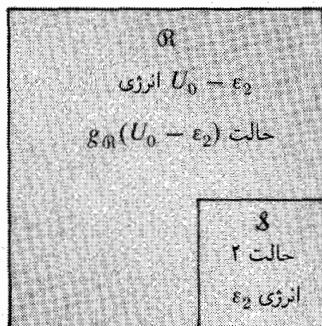 ℛ
انرژی U₀ − ε₂
حالت g_ℛ(U₀ − ε₂)
𝒮
حالت ۲
انرژی ε₂